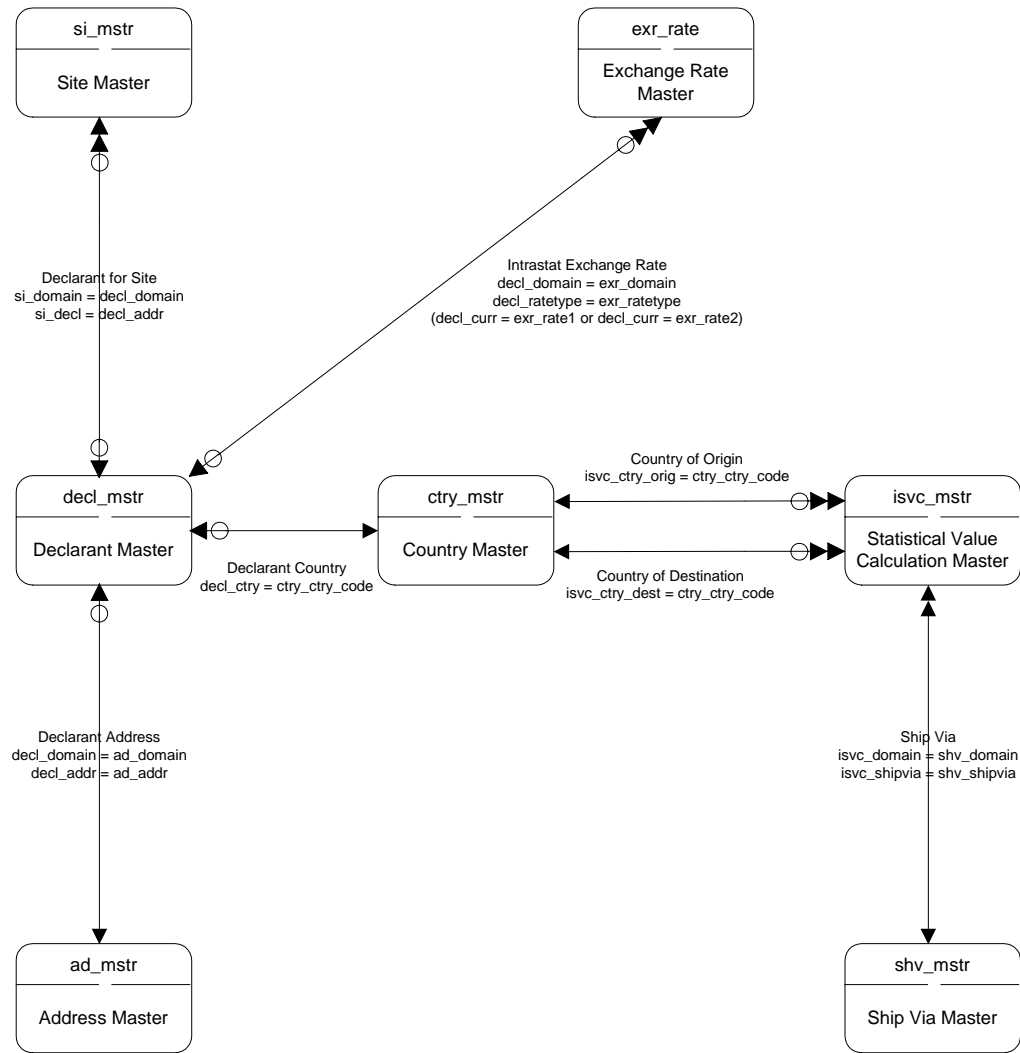 si_mstr
Site Master
exr_rate
Exchange Rate
Master
Declarant for Site
si_domain = decl_domain
si_decl = decl_addr
Intrastat Exchange Rate
decl_domain = exr_domain
decl_ratetype = exr_ratetype
(decl_curr = exr_rate1 or decl_curr = exr_rate2)
decl_mstr
Declarant Master
Declarant Country
decl_ctry = ctry_ctry_code
ctry_mstr
Country Master
Country of Origin
isvc_ctry_orig = ctry_ctry_code
Country of Destination
isvc_ctry_dest = ctry_ctry_code
isvc_mstr
Statistical Value
Calculation Master
Declarant Address
decl_domain = ad_domain
decl_addr = ad_addr
Ship Via
isvc_domain = shv_domain
isvc_shipvia = shv_shipvia
ad_mstr
Address Master
shv_mstr
Ship Via Master